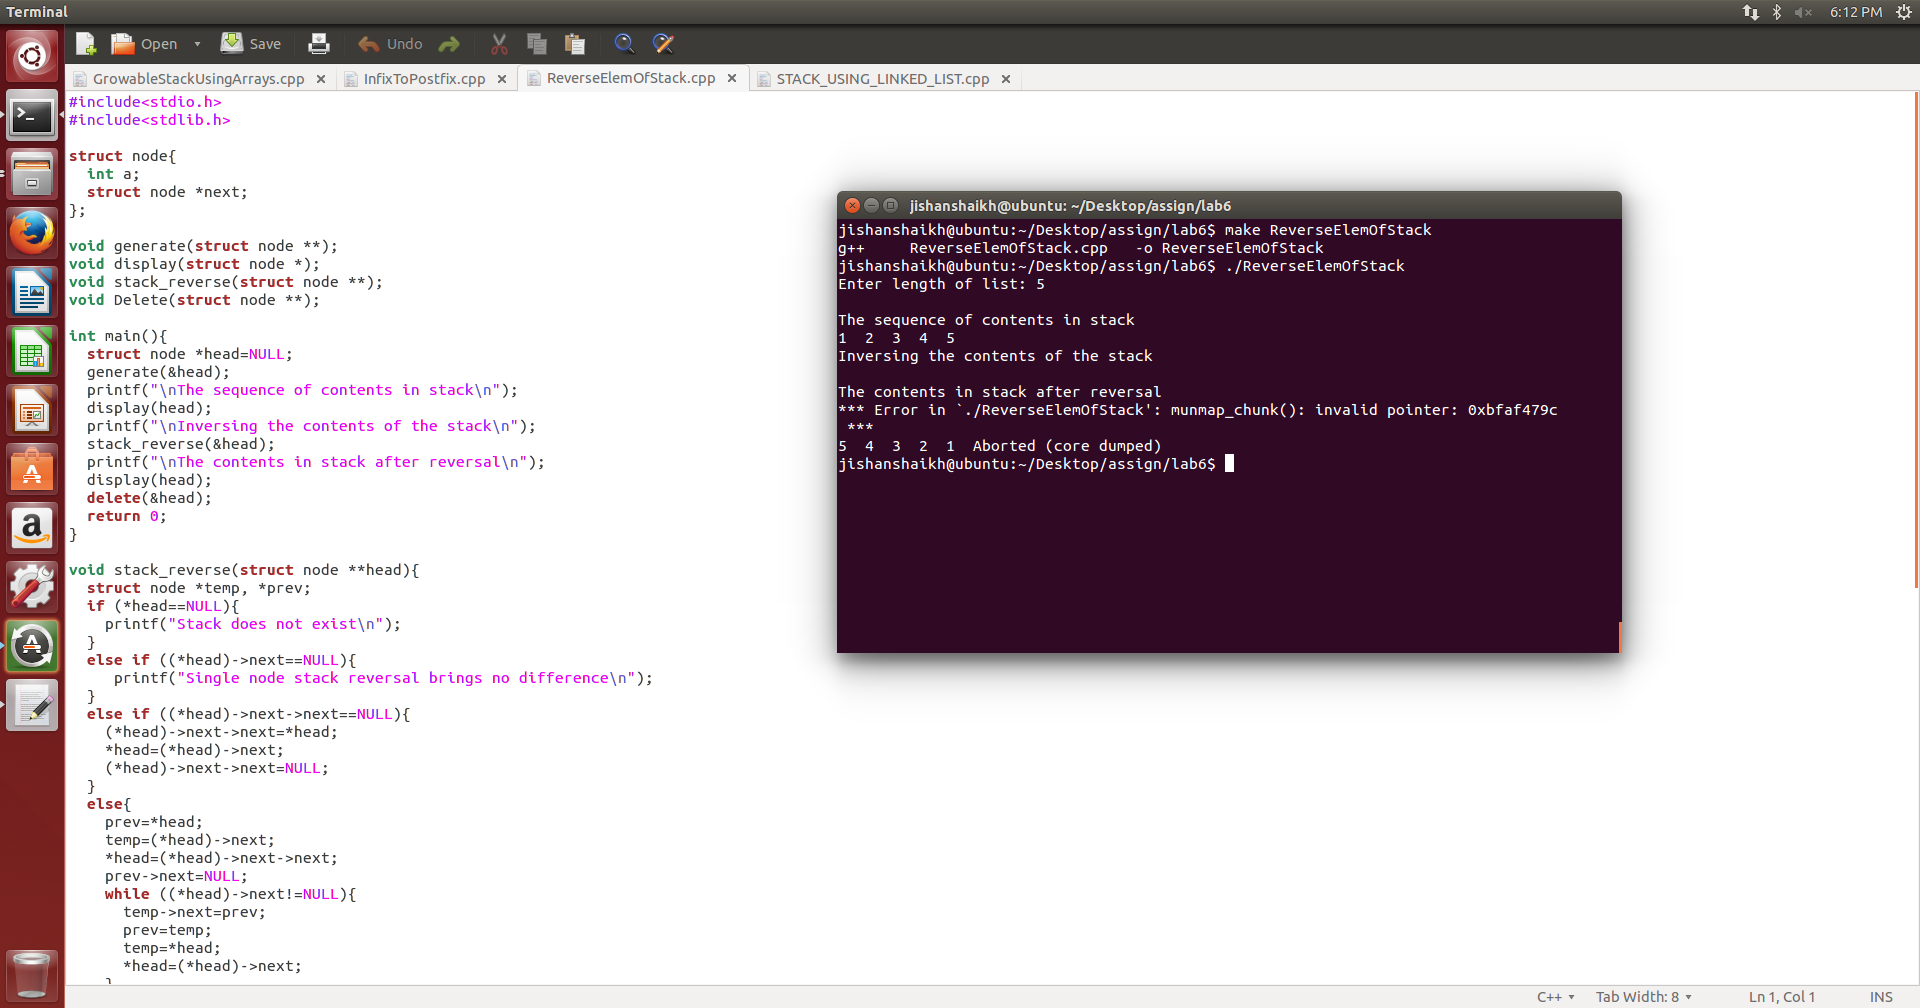 Terminal
6:12 PM
Open
Save
Undo
GrowableStackUsingArrays.cpp
InfixToPostfix.cpp
ReverseElemOfStack.cpp
STACK_USING_LINKED_LIST.cpp
#include<stdio.h>
#include<stdlib.h>
struct node{
  int a;
  struct node *next;
};
void generate(struct node **);
void display(struct node *);
void stack_reverse(struct node **);
void Delete(struct node **);
int main(){
  struct node *head=NULL;
  generate(&head);
  printf("\nThe sequence of contents in stack\n");
  display(head);
  printf("\nInversing the contents of the stack\n");
  stack_reverse(&head);
  printf("\nThe contents in stack after reversal\n");
  display(head);
  delete(&head);
  return 0;
}
void stack_reverse(struct node **head){
  struct node *temp, *prev;
  if (*head==NULL){
    printf("Stack does not exist\n");
  }
  else if ((*head)->next==NULL){
     printf("Single node stack reversal brings no difference\n");
  }
  else if ((*head)->next->next==NULL){
    (*head)->next->next=*head;
    *head=(*head)->next;
    (*head)->next->next=NULL;
  }
  else{
    prev=*head;
    temp=(*head)->next;
    *head=(*head)->next->next;
    prev->next=NULL;
    while ((*head)->next!=NULL){
      temp->next=prev;
      prev=temp;
      temp=*head;
      *head=(*head)->next;
    }
jishanshaikh@ubuntu: ~/Desktop/assign/lab6
jishanshaikh@ubuntu:~/Desktop/assign/lab6$ make ReverseElemOfStack
g++     ReverseElemOfStack.cpp   -o ReverseElemOfStack
jishanshaikh@ubuntu:~/Desktop/assign/lab6$ ./ReverseElemOfStack
Enter length of list: 5
The sequence of contents in stack
1  2  3  4  5
Inversing the contents of the stack
The contents in stack after reversal
*** Error in `./ReverseElemOfStack': munmap_chunk(): invalid pointer: 0xbfaf479c
 ***
5  4  3  2  1  Aborted (core dumped)
jishanshaikh@ubuntu:~/Desktop/assign/lab6$
C++
Tab Width: 8
Ln 1, Col 1
INS